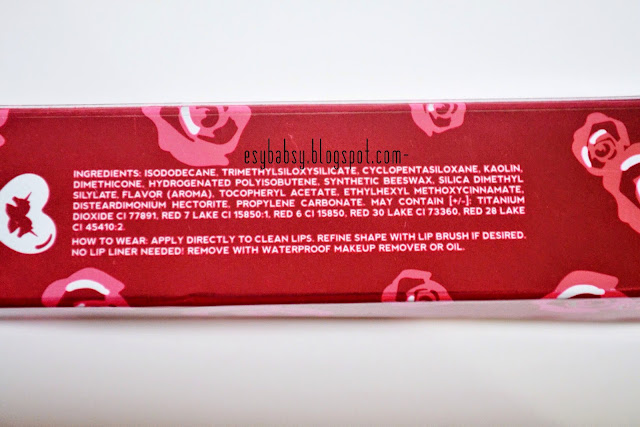 esybabsy.blogspot.com-
INGREDIENTS: ISODODECANE, TRIMETHYLSILOXYSILICATE, CYCLOPENTASILOXANE, KAOLIN,
DIMETHICONE, HYDROGENATED POLYISOBUTENE, SYNTHETIC BEESWAX, SILICA DIMETHYL
SILYLATE, FLAVOR (AROMA), TOCOPHERYL ACETATE, ETHYLHEXYL METHOXYCINNAMATE,
DISTEARDIMONIUM HECTORITE, PROPYLENE CARBONATE. MAY CONTAIN [+/-]: TITANIUM
DIOXIDE CI 77891, RED 7 LAKE CI 15850:1, RED 6 CI 15850, RED 30 LAKE CI 73360, RED 28 LAKE
CI 45410:2.
HOW TO WEAR: APPLY DIRECTLY TO CLEAN LIPS. REFINE SHAPE WITH LIP BRUSH IF DESIRED.
NO LIP LINER NEEDED! REMOVE WITH WATERPROOF MAKEUP REMOVER OR OIL.